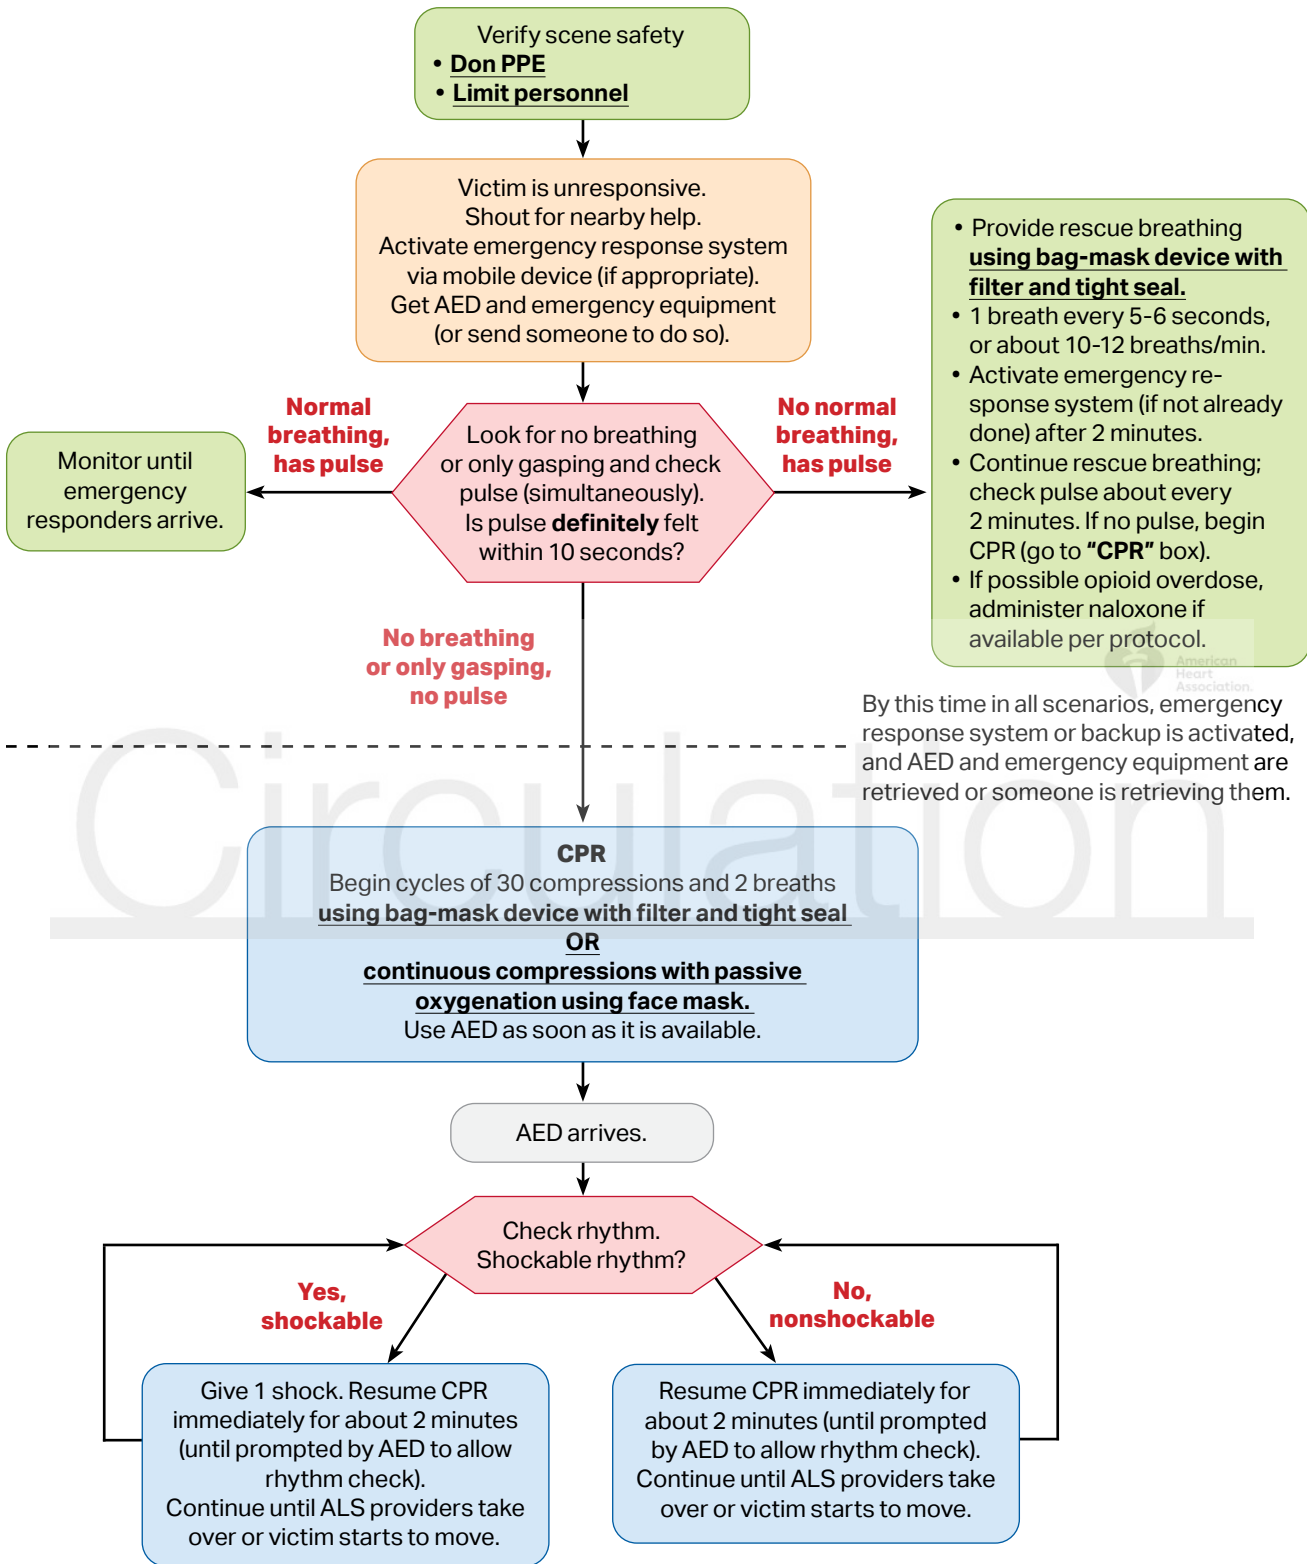 Verify scene safety
• Don PPE
• Limit personnel
Victim is unresponsive.
Shout for nearby help.
Activate emergency response system
via mobile device (if appropriate).
Get AED and emergency equipment
(or send someone to do so).
Normal
breathing,
has pulse
Look for no breathing
or only gasping and check
pulse (simultaneously).
Is pulse definitely felt
within 10 seconds?
No normal
breathing,
has pulse
Monitor until
emergency
responders arrive.
• Provide rescue breathing
using bag-mask device with
filter and tight seal.
• 1 breath every 5-6 seconds,
or about 10-12 breaths/min.
• Activate emergency re-
sponse system (if not already
done) after 2 minutes.
• Continue rescue breathing;
check pulse about every
2 minutes. If no pulse, begin
CPR (go to "CPR" box).
• If possible opioid overdose,
administer naloxone if
available per protocol.
American
Heart
Association.
No breathing
or only gasping,
no pulse
By this time in all scenarios, emergency
response system or backup is activated,
and AED and emergency equipment are
retrieved or someone is retrieving them.
Circulation
CPR
Begin cycles of 30 compressions and 2 breaths
using bag-mask device with filter and tight seal
OR
continuous compressions with passive
oxygenation using face mask.
Use AED as soon as it is available.
AED arrives.
Check rhythm.
Shockable rhythm?
Yes,
shockable
No,
nonshockable
Give 1 shock. Resume CPR
immediately for about 2 minutes
(until prompted by AED to allow
rhythm check).
Continue until ALS providers take
over or victim starts to move.
Resume CPR immediately for
about 2 minutes (until prompted
by AED to allow rhythm check).
Continue until ALS providers take
over or victim starts to move.